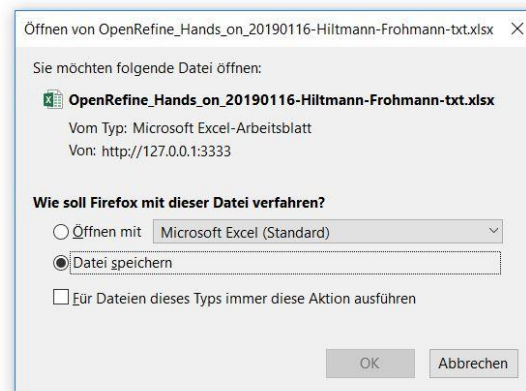 Öffnen von OpenRefine_Hands_on_20190116-Hiltmann-Frohmann-txt.xlsx
Sie möchten folgende Datei öffnen:
OpenRefine_Hands_on_20190116-Hiltmann-Frohmann-txt.xlsx
Vom Typ: Microsoft Excel-Arbeitsblatt
Von: http://127.0.0.1:3333
Wie soll Firefox mit dieser Datei verfahren?
Öffnen mit Microsoft Excel (Standard)
Datei speichern
Für Dateien dieses Typs immer diese Aktion ausführen
OK Abbrechen